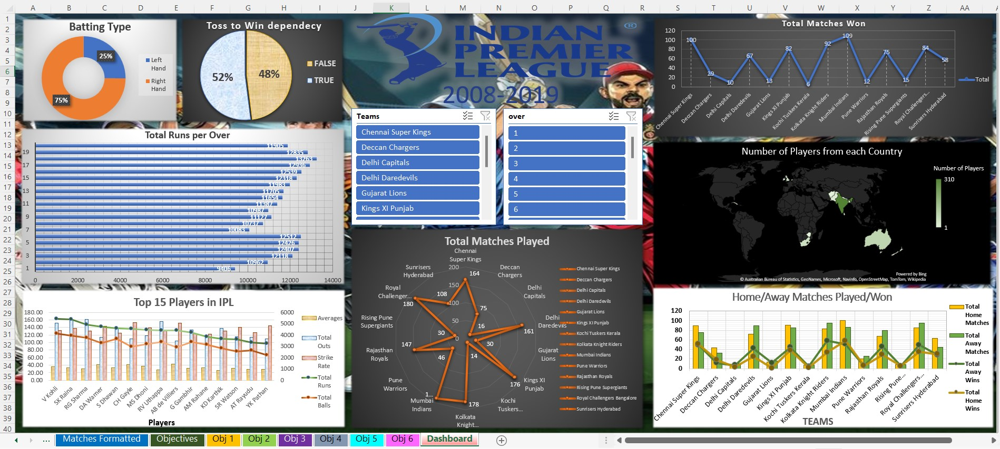 A B C D E F G H I J K L M N O P Q R S T U V W X Y Z AA
1
2
3
4
5
6
7
8
9
10
11
12
13
14
15
16
17
18
19
20
21
22
23
24
25
26
27
28
29
30
31
32
33
34
35
36
37
38
39
40
Batting Type
25%
75%
Left
Hand
Right
Hand
Toss to Win dependecy
52%
48%
FALSE
TRUE
INDIAN ®
PREMIER
LEAGUE
2008-2019
Total Matches Won
120
100
80
60
40
20
0
100 29 10 67 13 82 6 92 109 12 75 15 84 58
Total
Chennai Super Kings
Deccan Chargers
Delhi Capitals
Delhi Daredevils
Gujarat Lions
Kings XI Punjab
Kochi Tuskers Kerala
Kolkata Knight Riders
Mumbai Indians
Pune Warriors
Rajasthan Royals
Rising Pune Supergiants
Royal Challengers...
Sunrisers Hyderabad
Total Runs per Over
11905
19 12835
13263
17 12936
12539
15 12318
11983
13 11705
11654
11 11387
10987
9 11127
10737
7 10083
12512
5 12426
12407
3 12118
10962
1 9406
0 2000 4000 6000 8000 10000 12000 14000
Teams
Chennai Super Kings
Deccan Chargers
Delhi Capitals
Delhi Daredevils
Gujarat Lions
Kings XI Punjab
over
1
2
3
4
5
6
Number of Players from each Country
Number of Players
310
1
Powered by Bing
© Australian Bureau of Statistics, GeoNames, Microsoft, Navinfo, OpenStreetMap, TomTom, Wikipedia
Total Matches Played
Chennai
Super Kings
Deccan
Chargers
Delhi
Capitals
Delhi
Daredevils
Gujarat
Lions
Kings XI
Punjab
Kochi
Tuskers...
Kolkata
Knight...
Mumbai
Indians
Pune
Warriors
Rajasthan
Royals
Rising Pune
Supergiants
Royal
Challenger...
Sunrisers
Hyderabad
200
150
100
50
0
164
75
16
161
30
176
14
178
1...
46
147
30
180
108
Chennai Super Kings
Deccan Chargers
Delhi Capitals
Delhi Daredevils
Gujarat Lions
Kings XI Punjab
Kochi Tuskers Kerala
Kolkata Knight Riders
Mumbai Indians
Pune Warriors
Rajasthan Royals
Rising Pune Supergiants
Royal Challengers Bangalore
Sunrisers Hyderabad
Top 15 Players in IPL
180.00
160.00
140.00
120.00
100.00
80.00
60.00
40.00
20.00
0.00
6000
5000
4000
3000
2000
1000
0
V Kohli
SK Raina
RG Sharma
DA Warner
S Dhawan
CH Gayle
MS Dhoni
RV Uthappa
AB de Villiers
G Gambhir
AM Rahane
KD Karthik
SR Watson
AT Rayudu
YK Pathan
Players
Averages
Total
Outs
Strike
Rate
Total
Runs
Total
Balls
Home/Away Matches Played/Won
120
100
80
60
40
20
0
Chennai Super Kings
Deccan Chargers
Delhi Capitals
Delhi Daredevils
Gujarat Lions
Kings XI Punjab
Kochi Tuskers Kerala
Kolkata Knight Riders
Mumbai Indians
Pune Warriors
Rajasthan Royals
Rising Pune...
Royal Challengers...
Sunrisers Hyderabad
TEAMS
Total
Home
Matches
Total
Away
Matches
Total
Away
Wins
Total
Home
Wins
... Matches Formatted Objectives Obj 1 Obj 2 Obj 3 Obj 4 Obj 5 Obj 6 Dashboard